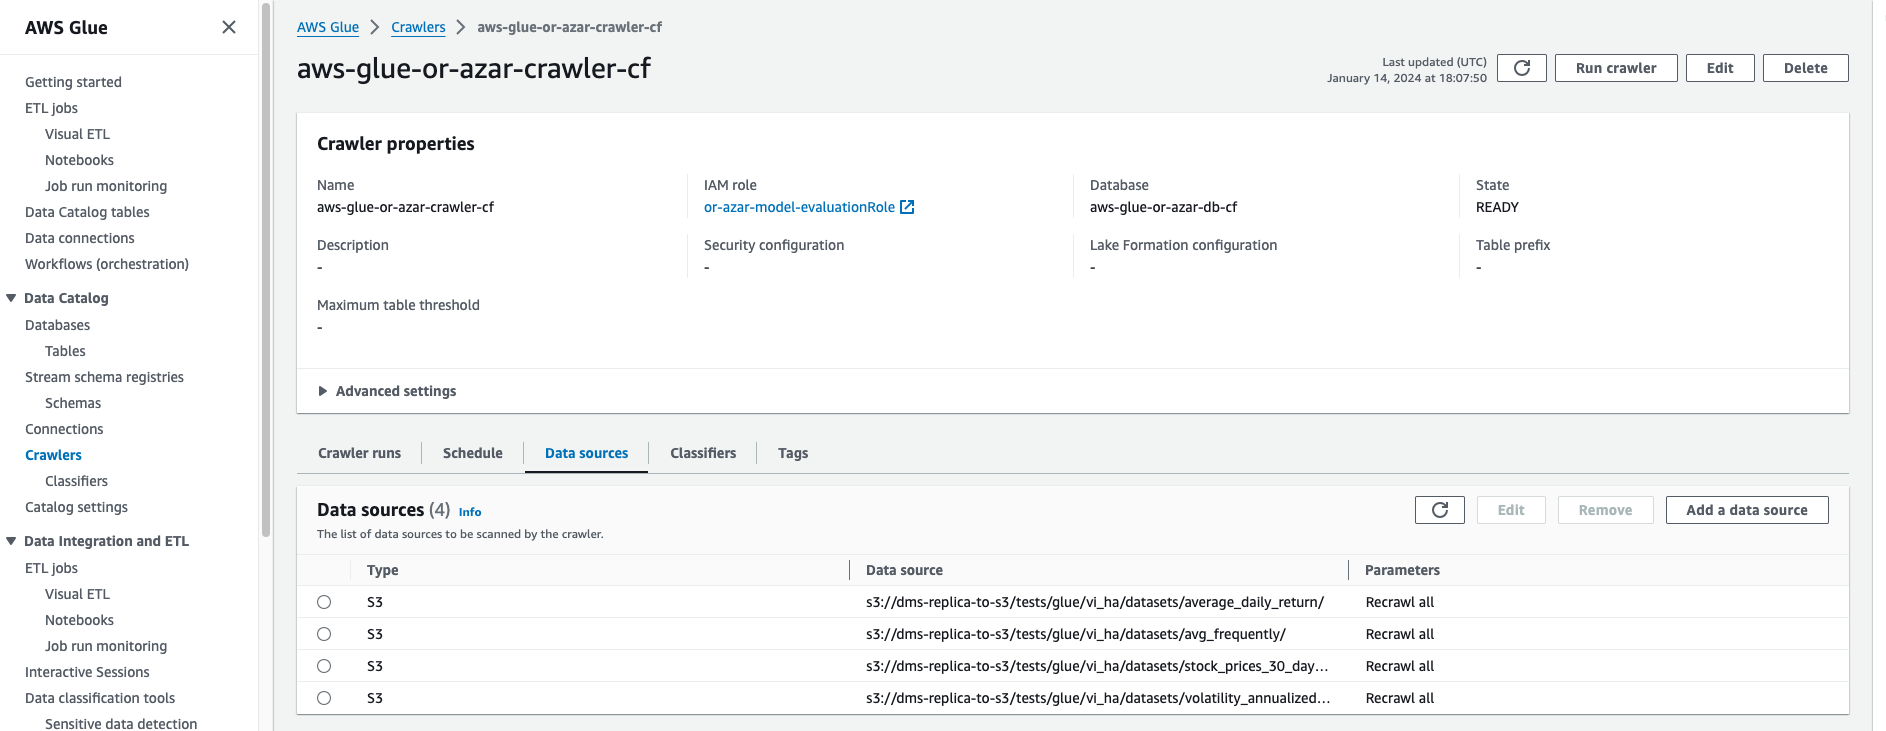 AWS Glue
Getting started
ETL jobs
Visual ETL
Notebooks
Job run monitoring
Data Catalog tables
Data connections
Workflows (orchestration)
Data Catalog
Databases
Tables
Stream schema registries
Schemas
Connections
Crawlers
Classifiers
Catalog settings
Data Integration and ETL
ETL jobs
Visual ETL
Notebooks
Job run monitoring
Interactive Sessions
Data classification tools
Sensitive data detection
AWS Glue > Crawlers > aws-glue-or-azar-crawler-cf
aws-glue-or-azar-crawler-cf
Last updated (UTC)
January 14, 2024 at 18:07:50
Run crawler
Edit
Delete
Crawler properties
Name
aws-glue-or-azar-crawler-cf
IAM role
or-azar-model-evaluationRole
Database
aws-glue-or-azar-db-cf
State
READY
Description
-
Security configuration
-
Lake Formation configuration
-
Table prefix
-
Maximum table threshold
-
Advanced settings
Crawler runs
Schedule
Data sources
Classifiers
Tags
Data sources (4) Info
The list of data sources to be scanned by the crawler.
Edit
Remove
Add a data source
Type Data source Parameters
S3 s3://dms-replica-to-s3/tests/glue/vi_ha/datasets/average_daily_return/ Recrawl all
S3 s3://dms-replica-to-s3/tests/glue/vi_ha/datasets/avg_frequently/ Recrawl all
S3 s3://dms-replica-to-s3/tests/glue/vi_ha/datasets/stock_prices_30_day... Recrawl all
S3 s3://dms-replica-to-s3/tests/glue/vi_ha/datasets/volatility_annualized... Recrawl all